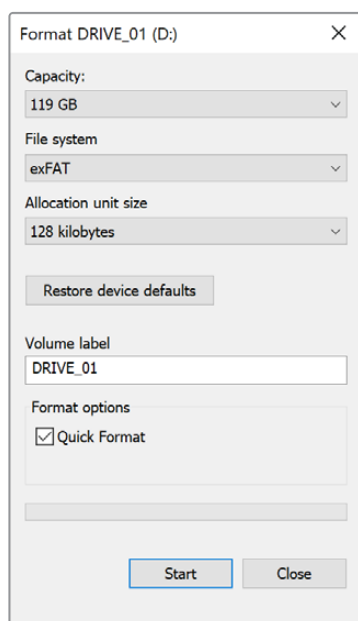 Format DRIVE_01 (D:)
Capacity:
119 GB
File system
exFAT
Allocation unit size
128 kilobytes
Restore device defaults
Volume label
DRIVE_01
Format options
Quick Format
Start Close